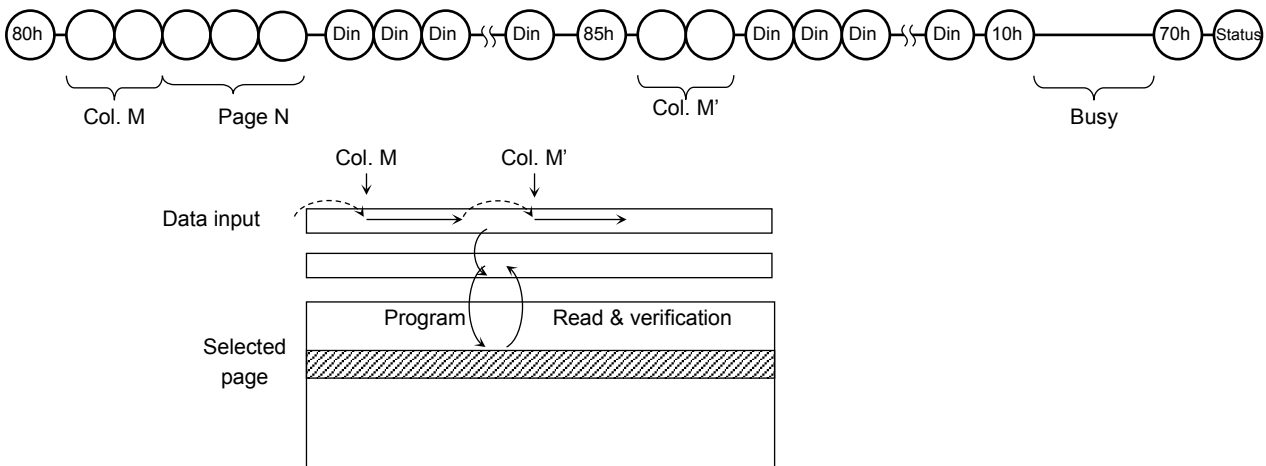 80h Din Din Din Din 85h Din Din Din Din 10h 70h Status
Col. M Page N Col. M’ Busy
Col. M Col. M’
Data input
Program Read & verification
Selected
page